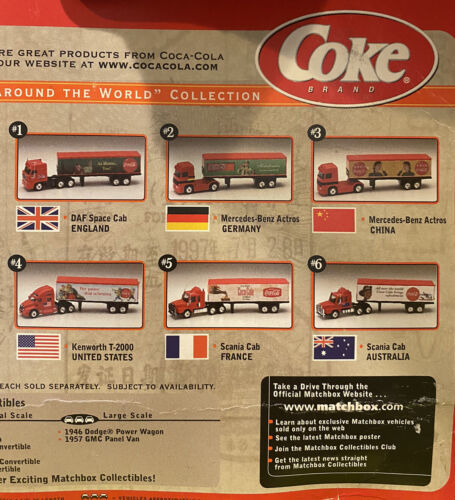 RE GREAT PRODUCTS FROM COCA-COLA
OUR WEBSITE AT WWW.COCACOLA.COM
Coke
BRAND
®
AROUND THE WORLD" COLLECTION
#1
#2
#3
DAF Space Cab
ENGLAND
Mercedes-Benz Actros
GERMANY
Mercedes-Benz Actros
CHINA
1997
#4
#5
#6
Kenworth T-2000
UNITED STATES
Scania Cab
FRANCE
Scania Cab
AUSTRALIA
EACH SOLD SEPARATELY. SUBJECT TO AVAILABILITY.
tibles
al Scale
Large Scale
• 1946 Dodge® Power Wagon
• 1957 GMC Panel Van
nvertible
Convertible
nvertible
er Exciting Matchbox Collectibles!
Take a Drive Through the
Official Matchbox Website . . .
www.matchbox.com
Learn about exclusive Matchbox vehicles
sold only on the web
See the latest Matchbox poster
Join the Matchbox Collectibles Club
Get the latest news straight
from Matchbox Collectibles